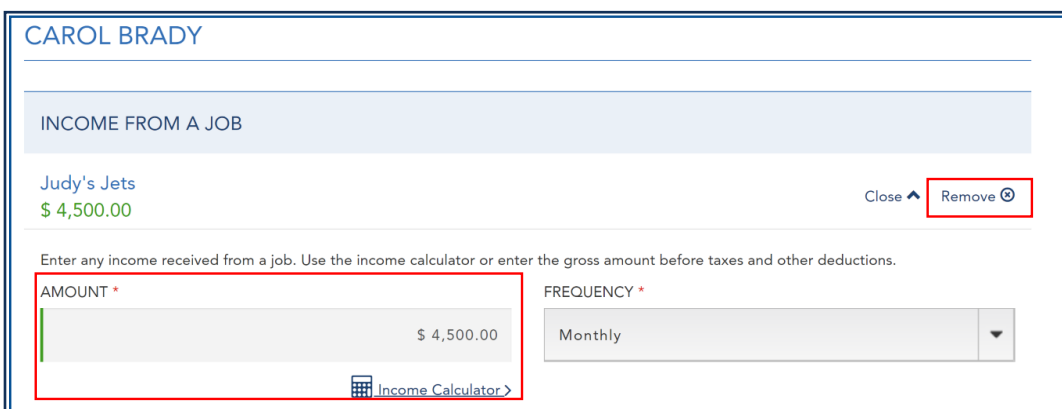 CAROL BRADY
INCOME FROM A JOB
Judy's Jets
$ 4,500.00
Close Remove
Enter any income received from a job. Use the income calculator or enter the gross amount before taxes and other deductions.
AMOUNT * FREQUENCY *
$ 4,500.00 Monthly
Income Calculator >